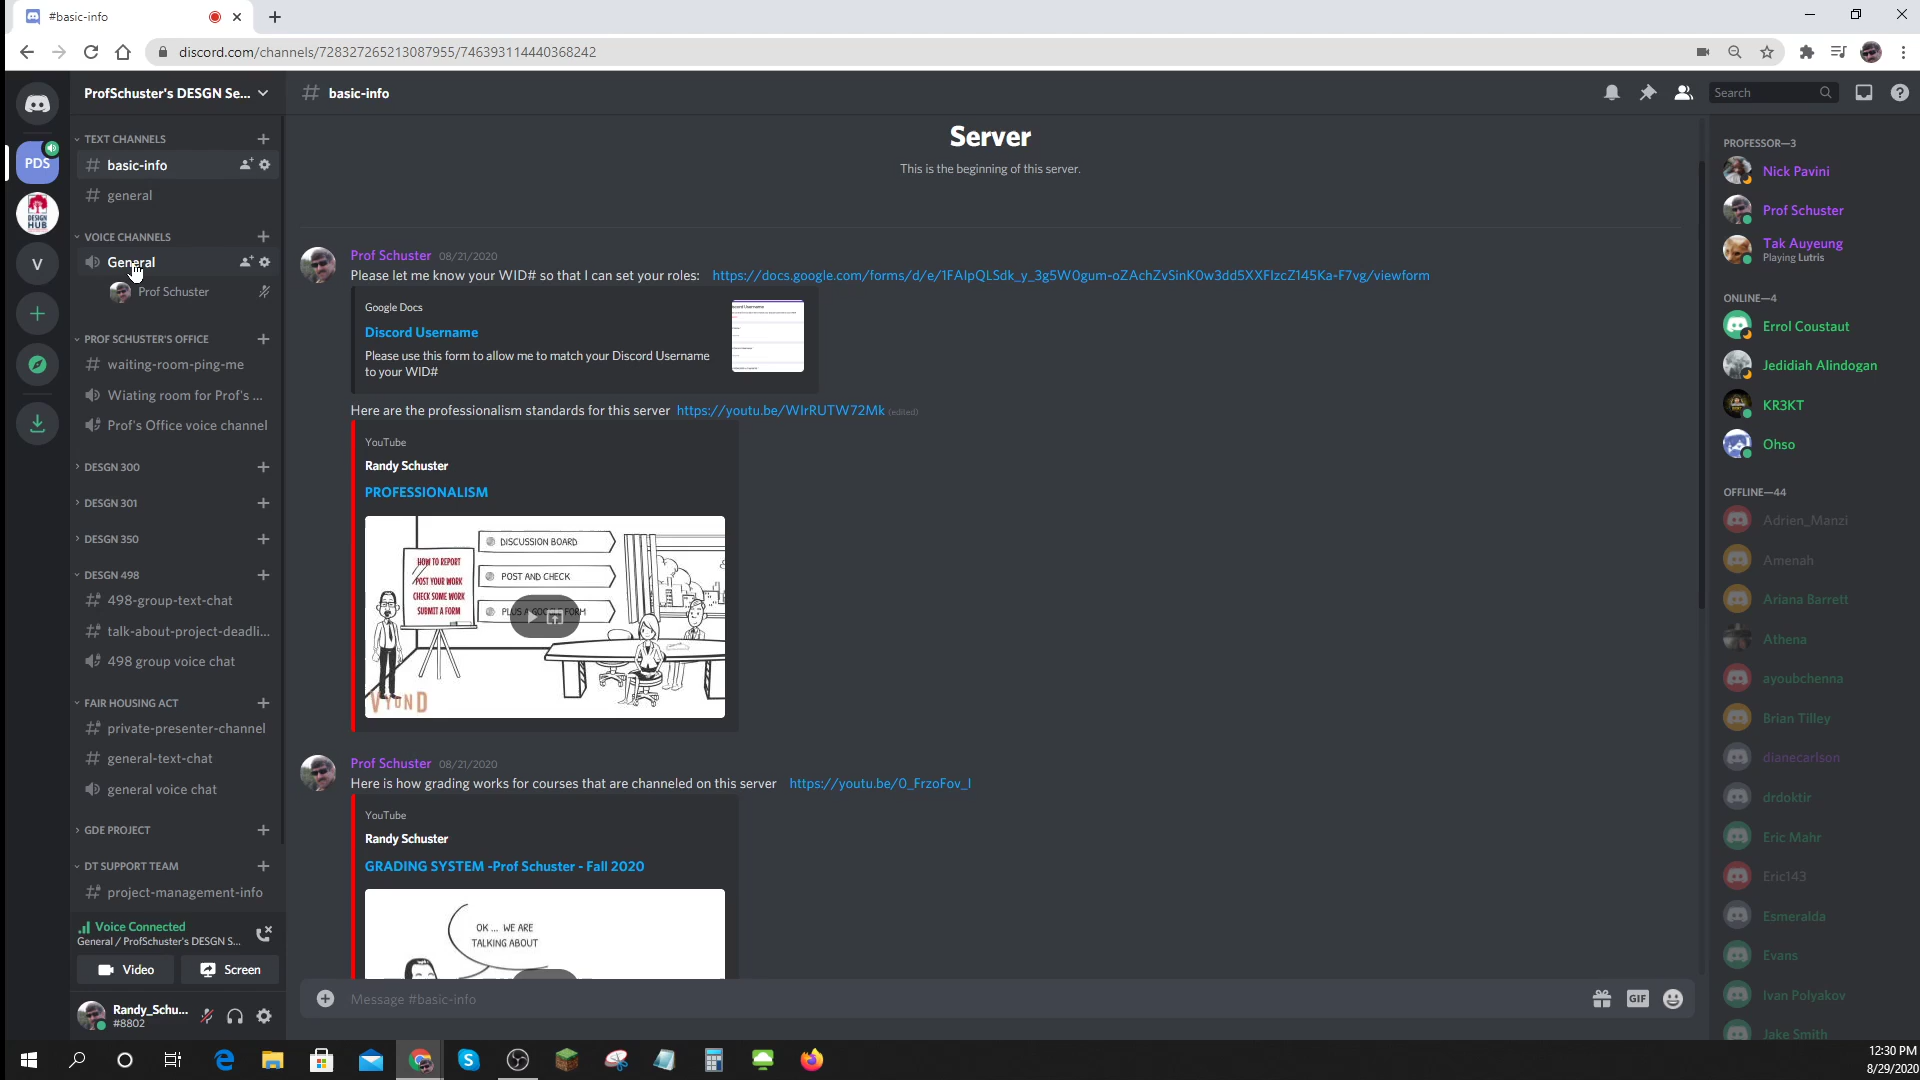 #basic-info
discord.com/channels/728327265213087955/746393114440368242
ProfSchuster's DESGN Se...
# basic-info
Search
TEXT CHANNELS
# basic-info
# general
VOICE CHANNELS
General
Prof Schuster
PROF SCHUSTER'S OFFICE
# waiting-room-ping-me
Wiating room for Prof's ...
Prof's Office voice channel
DESGN 300
DESGN 301
DESGN 350
DESGN 498
# 498-group-text-chat
# talk-about-project-deadli...
498 group voice chat
FAIR HOUSING ACT
# private-presenter-channel
# general-text-chat
general voice chat
GDE PROJECT
DT SUPPORT TEAM
# project-management-info
Voice Connected
General / ProfSchuster's DESGN S...
Video
Screen
Randy_Schu...
#8802
PDS
DESIGN
HUB
V
Server
This is the beginning of this server.
Prof Schuster 08/21/2020
Please let me know your WID# so that I can set your roles: https://docs.google.com/forms/d/e/1FAIpQLSdk_y_3g5W0gum-oZAchZvSinK0w3dd5XXFIzcZ145Ka-F7vg/viewform
Google Docs
Discord Username
Please use this form to allow me to match your Discord Username
to your WID#
Here are the professionalism standards for this server https://youtu.be/WIrRUTW72Mk (edited)
YouTube
Randy Schuster
PROFESSIONALISM
DISCUSSION BOARD
HOW TO REPORT
POST YOUR WORK
CHECK SOME WORK
SUBMIT A FORM
POST AND CHECK
PLUS A GOOGLE FORM
VYOND
Prof Schuster 08/21/2020
Here is how grading works for courses that are channeled on this server https://youtu.be/0_FrzoFov_I
YouTube
Randy Schuster
GRADING SYSTEM -Prof Schuster - Fall 2020
OK ... WE ARE
TALKING ABOUT
Message #basic-info
GIF
PROFESSOR—3
Nick Pavini
Prof Schuster
Tak Auyeung
Playing Lutris
ONLINE—4
Errol Coustaut
Jedidiah Alindogan
KR3KT
Ohso
OFFLINE—44
Adrien_Manzi
Amenah
Ariana Barrett
Athena
ayoubchenna
Brian Tilley
dianecarlson
drdoktir
Eric Mahr
Eric143
Esmeralda
Evans
Ivan Polyakov
Jake Smith
12:30 PM
8/29/2020